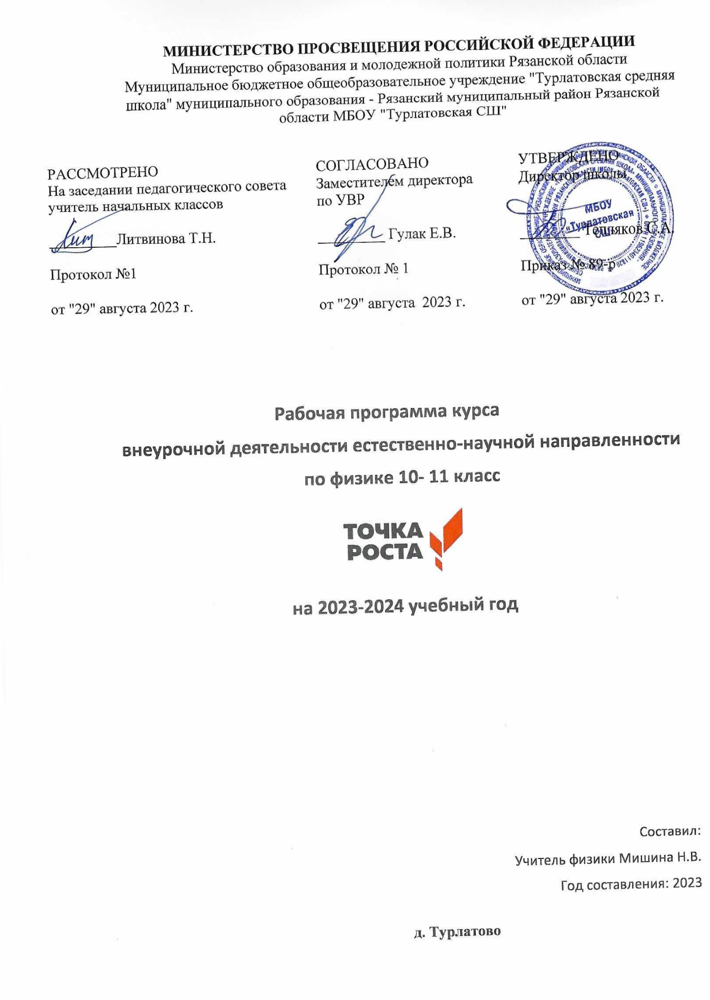 МИНИСТЕРСТВО ПРОСВЕЩЕНИЯ РОССИЙСКОЙ ФЕДЕРАЦИИ
Министерство образования и молодежной политики Рязанской области
Муниципальное бюджетное общеобразовательное учреждение "Турлатовская средняя
школа" муниципального образования - Рязанский муниципальный район Рязанской
области МБОУ "Турлатовская СШ"
РАССМОТРЕНО
На заседании педагогического совета
учитель начальных классов
Литвинова Т.Н.
Протокол №1
от "29" августа 2023 г.
СОГЛАСОВАНО
Заместителем директора
по УВР
Гулак Е.В.
Протокол № 1
от "29" августа 2023 г.
УТВЕРЖДЕНО
Директор школы
Тепляков С.А.
Приказ № 89-р
от "29" августа 2023 г.
МБОУ
«Турлатовская
СШ»
Рабочая программа курса
внеурочной деятельности естественно-научной направленности
по физике 10- 11 класс
ТОЧКА
РОСТА
на 2023-2024 учебный год
Составил:
Учитель физики Мишина Н.В.
Год составления: 2023
д. Турлатово